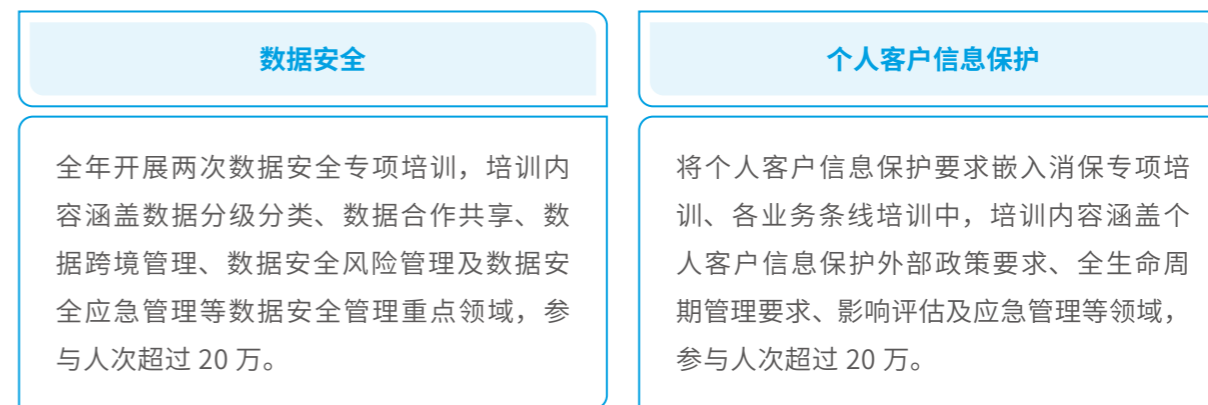 数据安全
全年开展两次数据安全专项培训，培训内
容涵盖数据分级分类、数据合作共享、数
据跨境管理、数据安全风险管理及数据安
全应急管理等数据安全管理重点领域，参
与人次超过 20 万。
个人客户信息保护
将个人客户信息保护要求嵌入消保专项培
训、各业务条线培训中，培训内容涵盖个
人客户信息保护外部政策要求、全生命周
期管理要求、影响评估及应急管理等领域，
参与人次超过 20 万。